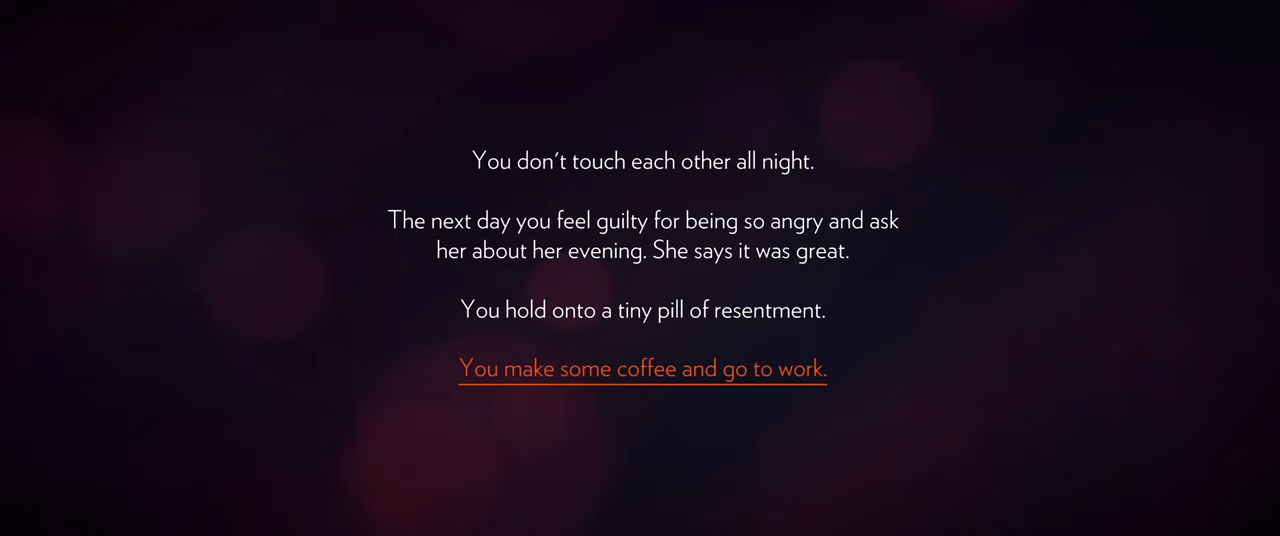 You don't touch each other all night.
The next day you feel guilty for being so angry and ask
her about her evening. She says it was great.
You hold onto a tiny pill of resentment.
You make some coffee and go to work.